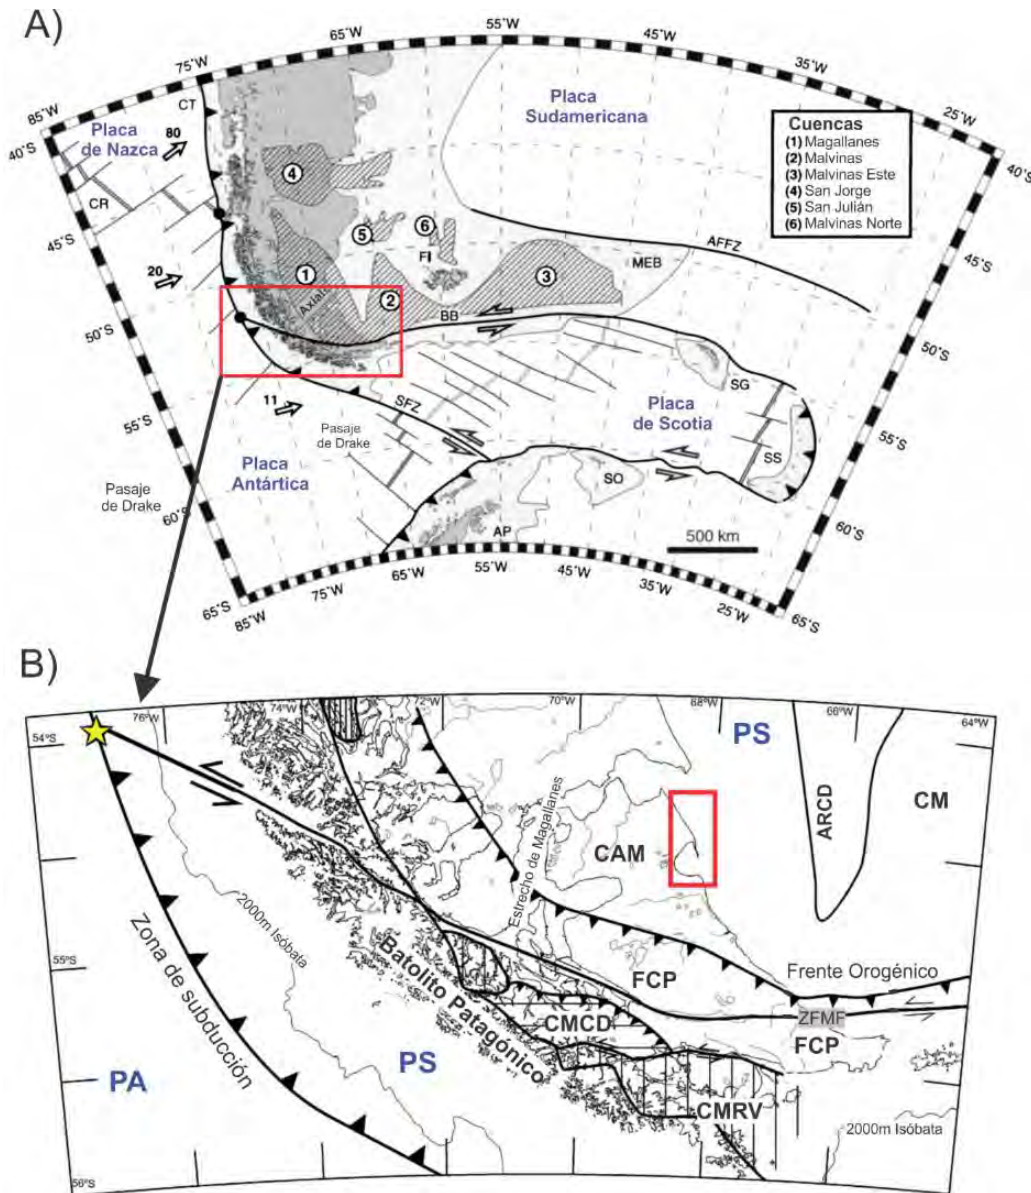 A)
85°W
75°W
65°W
55°W
45°W
35°W
25°W
40°S
45°S
50°S
55°S
60°S
65°S
40°S
45°S
50°S
55°S
60°S
65°S
85°W
75°W
65°W
55°W
45°W
35°W
25°W
CT
Placa
de Nazca
80
CR
20
11
Placa
Sudamericana
Cuencas
(1) Magallanes
(2) Malvinas
(3) Malvinas Este
(4) San Jorge
(5) San Julián
(6) Malvinas Norte
4
5
6
FI
1
2
3
MEB
AFFZ
BB
SFZ
SG
Placa
de Scotia
SS
SO
AP
Pasaje
de Drake
Placa
Antártica
Pasaje
de Drake
500 km
B)
76°W
74°W
70°W
68°W
66°W
64°W
54°S
55°S
56°S
PS
ARCD
CM
CAM
Estrecho de Magallanes
2000m Isóbata
Zona de subducción
Batolito Patagónico
FCP
Frente Orogénico
ZFMF
FCP
CMCD
CMRV
PA
PS
2000m Isóbata